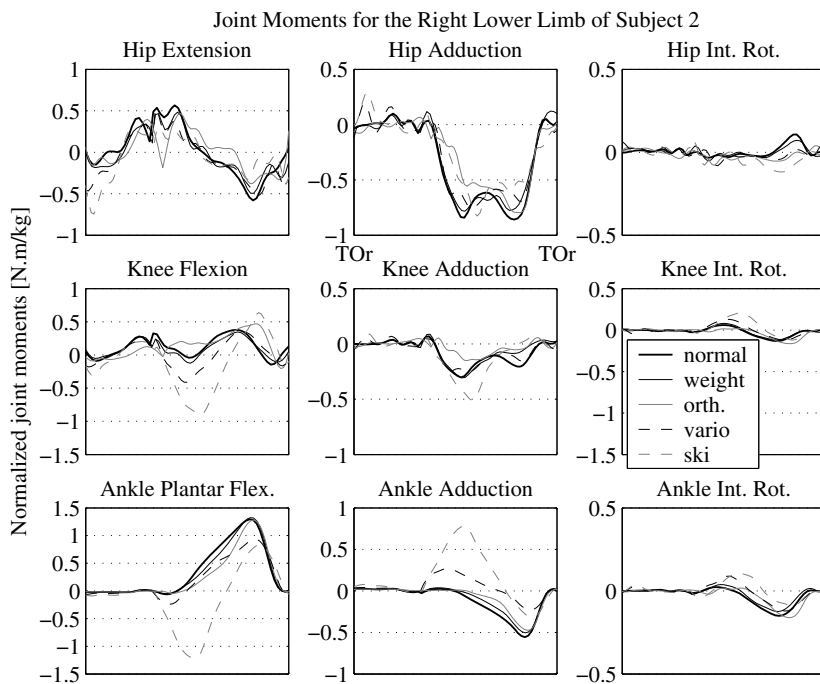 Joint Moments for the Right Lower Limb of Subject 2
Hip Extension
Hip Adduction
Hip Int. Rot.
1
0.5
0
−0.5
−1
1
0.5
0
−0.5
−1
0.5
0
−0.5
TOr
TOr
Normalized joint moments [N.m/kg]
Knee Flexion
Knee Adduction
Knee Int. Rot.
1
0.5
0
−0.5
−1
−1.5
0.5
0
−0.5
−1
0.5
0
−0.5
−1
−1.5
normal
weight
orth.
vario
ski
Ankle Plantar Flex.
Ankle Adduction
Ankle Int. Rot.
1.5
1
0.5
0
−0.5
−1
−1.5
1
0.5
0
−0.5
−1
0.5
0
−0.5